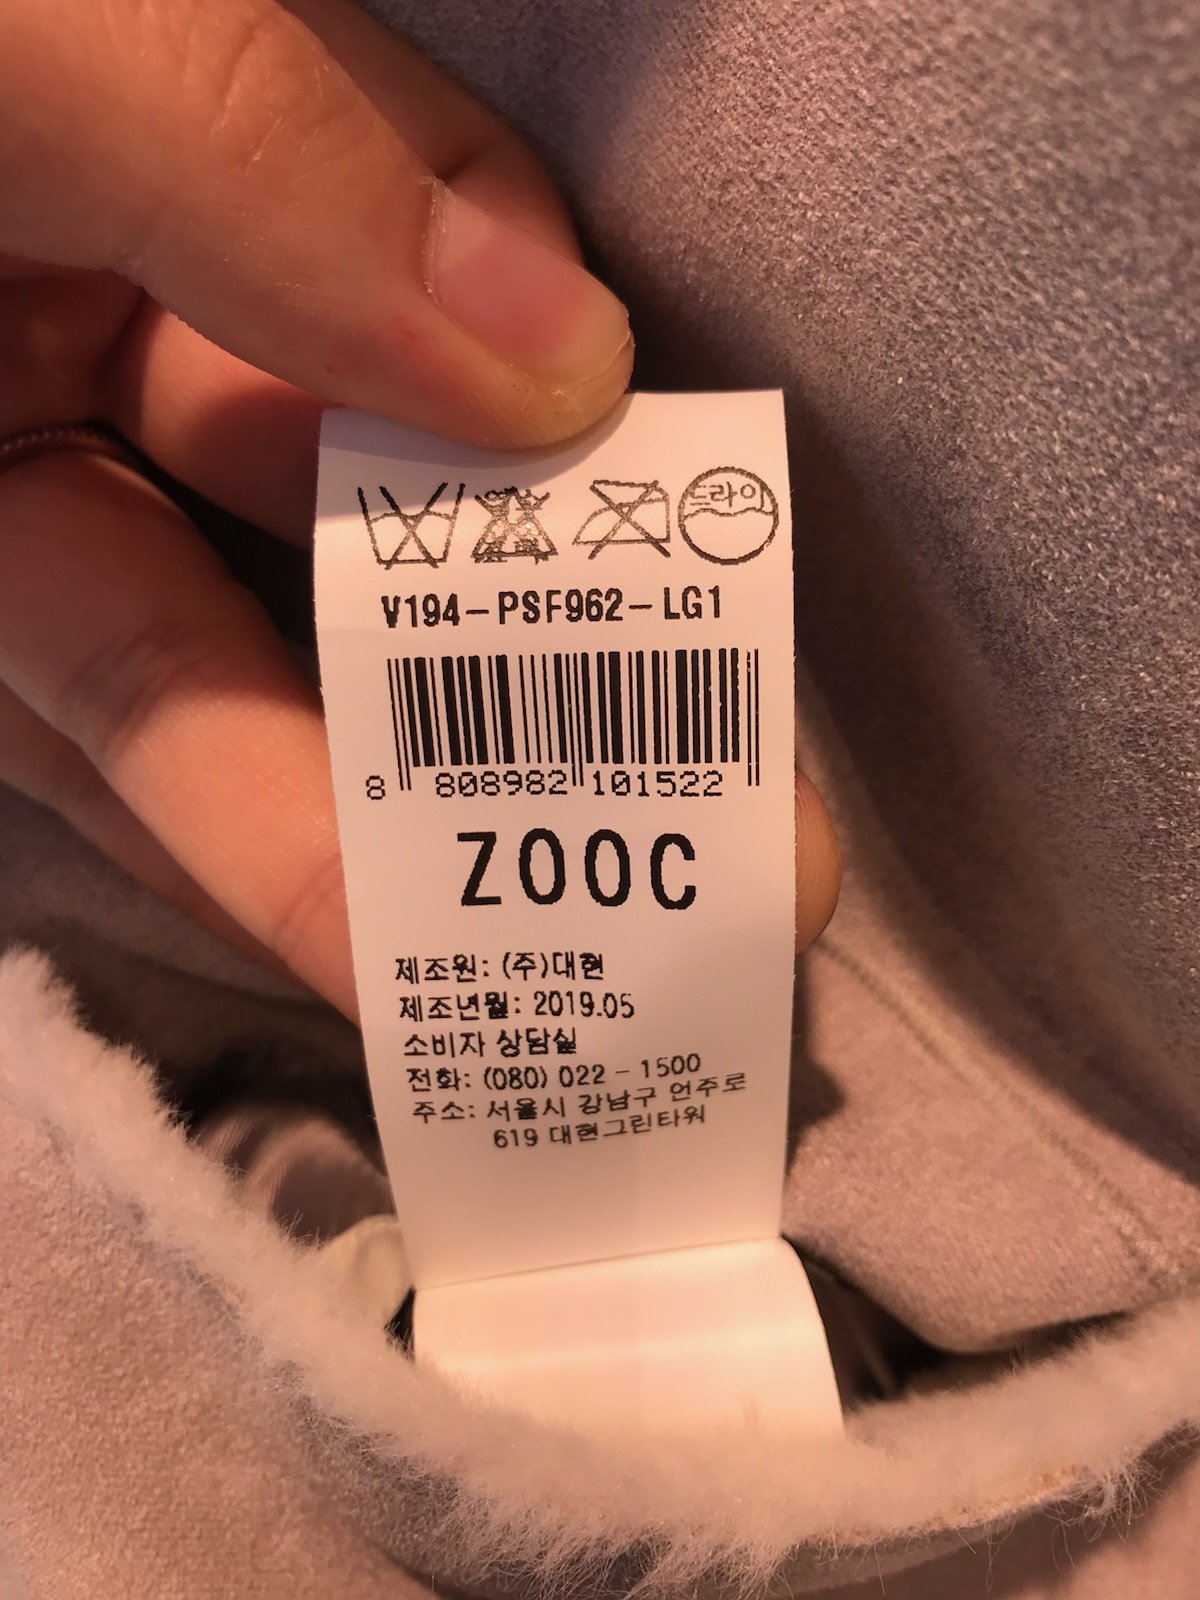 드라이
V194-PSF962-LG1
8 808982 101522
ZOOC
제조원: (주)대현
제조년월: 2019.05
소비자 상담실
전화: (080) 022-1500
주소: 서울시 강남구 언주로
619 대현그린타워